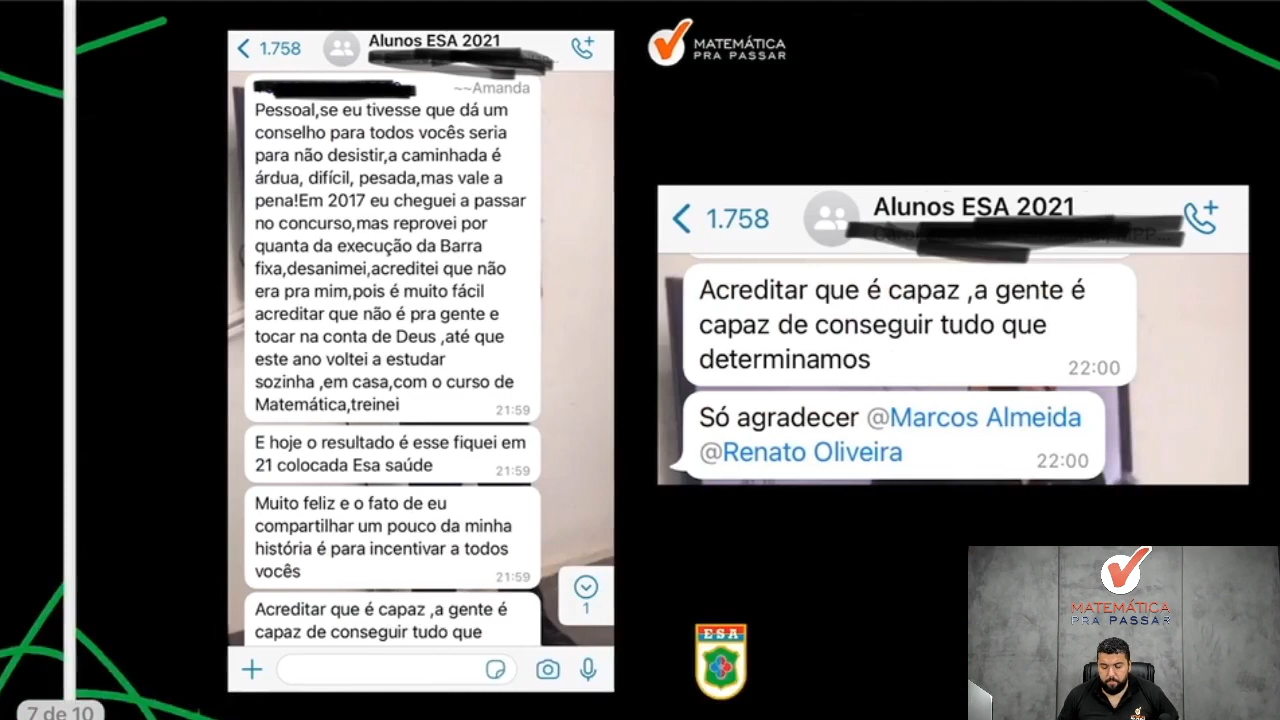 1.758
Alunos ESA 2021
~~Amanda
Pessoal,se eu tivesse que dá um
conselho para todos vocês seria
para não desistir,a caminhada é
árdua, difícil, pesada,mas vale a
pena!Em 2017 eu cheguei a passar
no concurso,mas reprovei por
quanta da execução da Barra
fixa,desanimei,acreditei que não
era pra mim,pois é muito fácil
acreditar que não é pra gente e
tocar na conta de Deus ,até que
este ano voltei a estudar
sozinha ,em casa,com o curso de
Matemática,treinei
21:59
E hoje o resultado é esse fiquei em
21 colocada Esa saúde
21:59
Muito feliz e o fato de eu
compartilhar um pouco da minha
história é para incentivar a todos
vocês
21:59
Acreditar que é capaz ,a gente é
capaz de conseguir tudo que
1
MATEMÁTICA
PRA PASSAR
1.758
Alunos ESA 2021
Acreditar que é capaz ,a gente é
capaz de conseguir tudo que
determinamos
22:00
Só agradecer @Marcos Almeida
@Renato Oliveira
22:00
ESA
MATEMÁTICA
PRA PASSAR
7 de 10